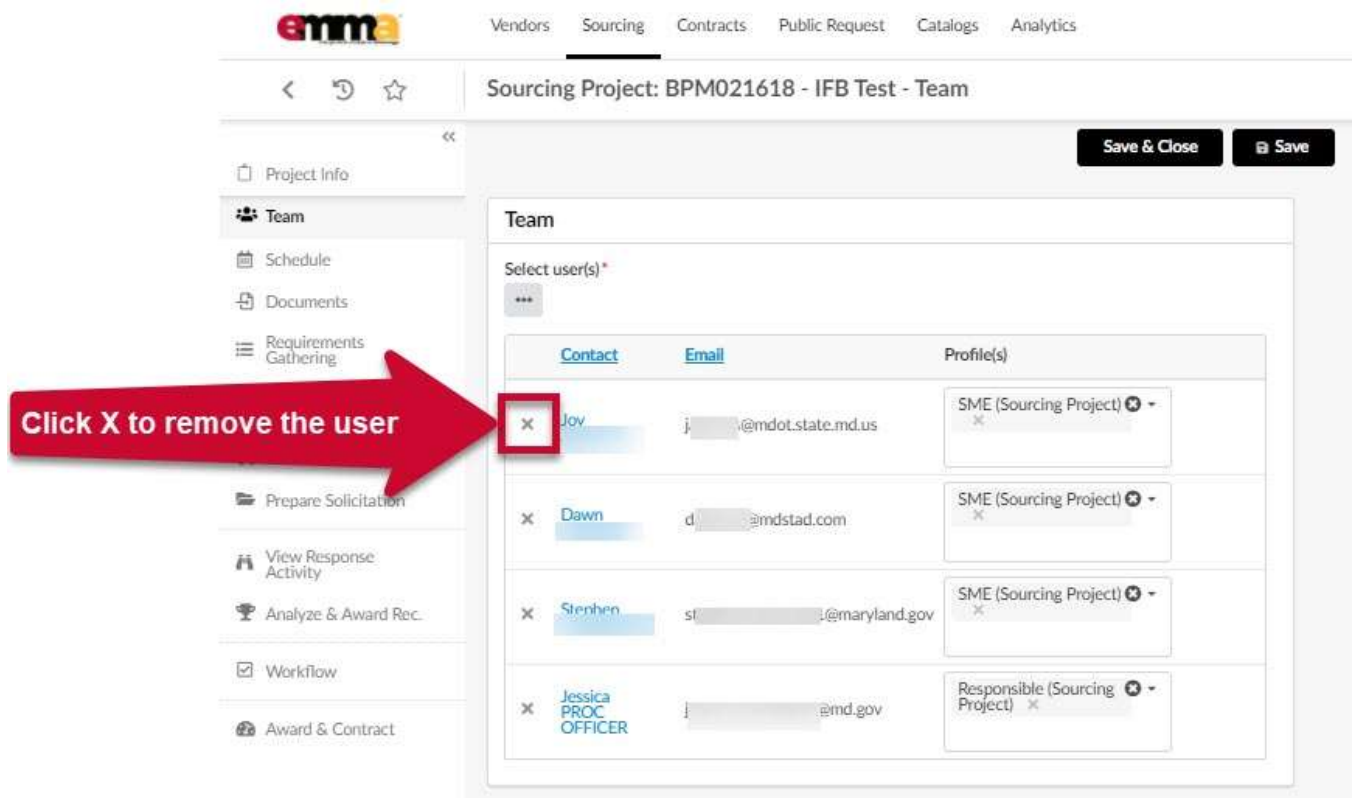 emma
Vendors Sourcing Contracts Public Request Catalogs Analytics
Sourcing Project: BPM021618 - IFB Test - Team
Save & Close Save
Project Info
Team
Schedule
Documents
Requirements
Gathering
Prepare Solicitation
View Response
Activity
Analyze & Award Rec.
Workflow
Award & Contract
Click X to remove the user
Team
Select user(s)*
Contact Email Profile(s)
Joy @mdot.state.md.us SME (Sourcing Project)
Dawn @mdstad.com SME (Sourcing Project)
Stephen @maryland.gov SME (Sourcing Project)
Jessica
PROC
OFFICER
@md.gov
Responsible (Sourcing
Project)